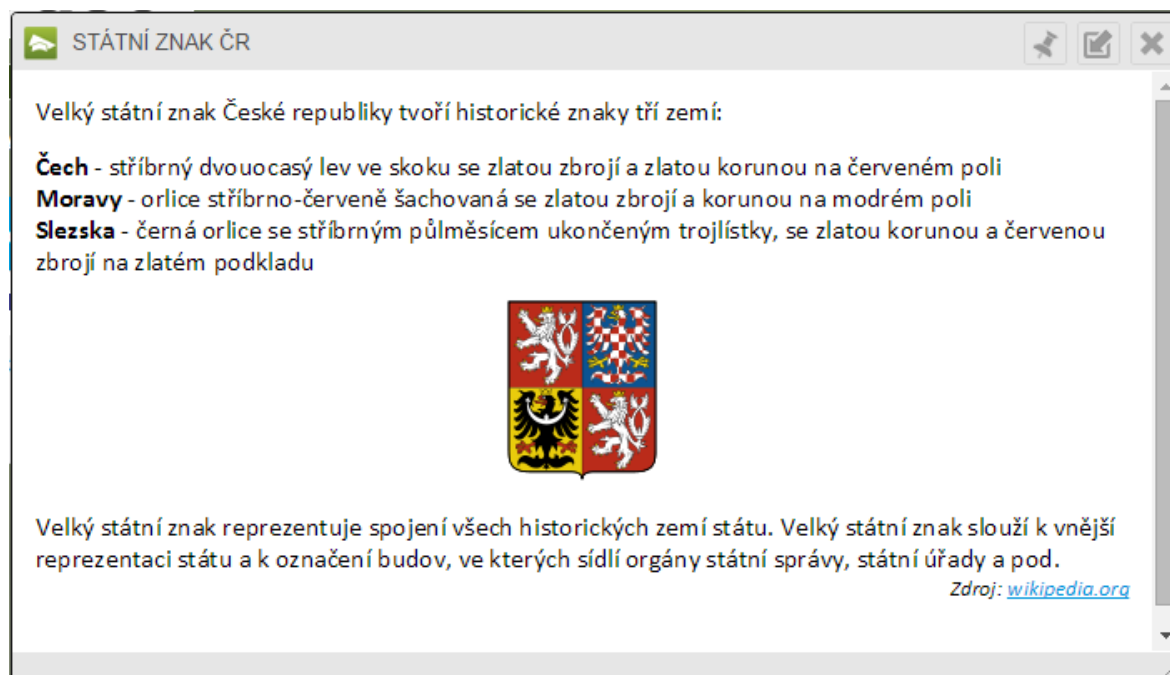 STÁTNÍ ZNAK ČR
Velký státní znak České republiky tvoří historické znaky tří zemí:
Čech - stříbrný dvouocasý lev ve skoku se zlatou zbrojí a zlatou korunou na červeném poli
Moravy - orlice stříbrno-červeně šachovaná se zlatou zbrojí a korunou na modrém poli
Slezska - černá orlice se stříbrným půlměsícem ukončeným trojlístky, se zlatou korunou a červenou
zbrojí na zlatém podkladu
Velký státní znak reprezentuje spojení všech historických zemí státu. Velký státní znak slouží k vnější
reprezentaci státu a k označení budov, ve kterých sídlí orgány státní správy, státní úřady a pod.
Zdroj: wikipedia.org